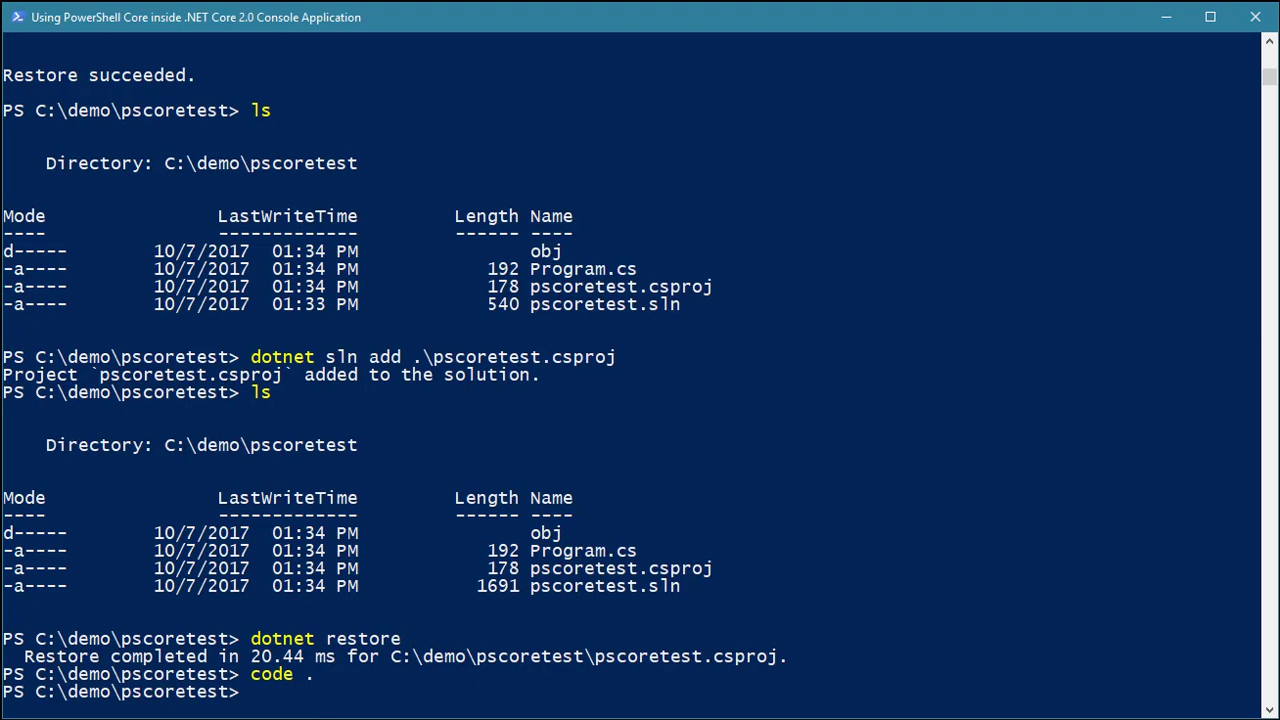 Using PowerShell Core inside .NET Core 2.0 Console Application
Restore succeeded.
PS C:\demo\pscoretest> ls
Directory: C:\demo\pscoretest
Mode LastWriteTime Length Name
---- ------------- ------ ----
d----- 10/7/2017 01:34 PM obj
-a---- 10/7/2017 01:34 PM 192 Program.cs
-a---- 10/7/2017 01:34 PM 178 pscoretest.csproj
-a---- 10/7/2017 01:33 PM 540 pscoretest.sln
PS C:\demo\pscoretest> dotnet sln add .\pscoretest.csproj
Project `pscoretest.csproj` added to the solution.
PS C:\demo\pscoretest> ls
Directory: C:\demo\pscoretest
Mode LastWriteTime Length Name
---- ------------- ------ ----
d----- 10/7/2017 01:34 PM obj
-a---- 10/7/2017 01:34 PM 192 Program.cs
-a---- 10/7/2017 01:34 PM 178 pscoretest.csproj
-a---- 10/7/2017 01:34 PM 1691 pscoretest.sln
PS C:\demo\pscoretest> dotnet restore
Restore completed in 20.44 ms for C:\demo\pscoretest\pscoretest.csproj.
PS C:\demo\pscoretest> code .
PS C:\demo\pscoretest>